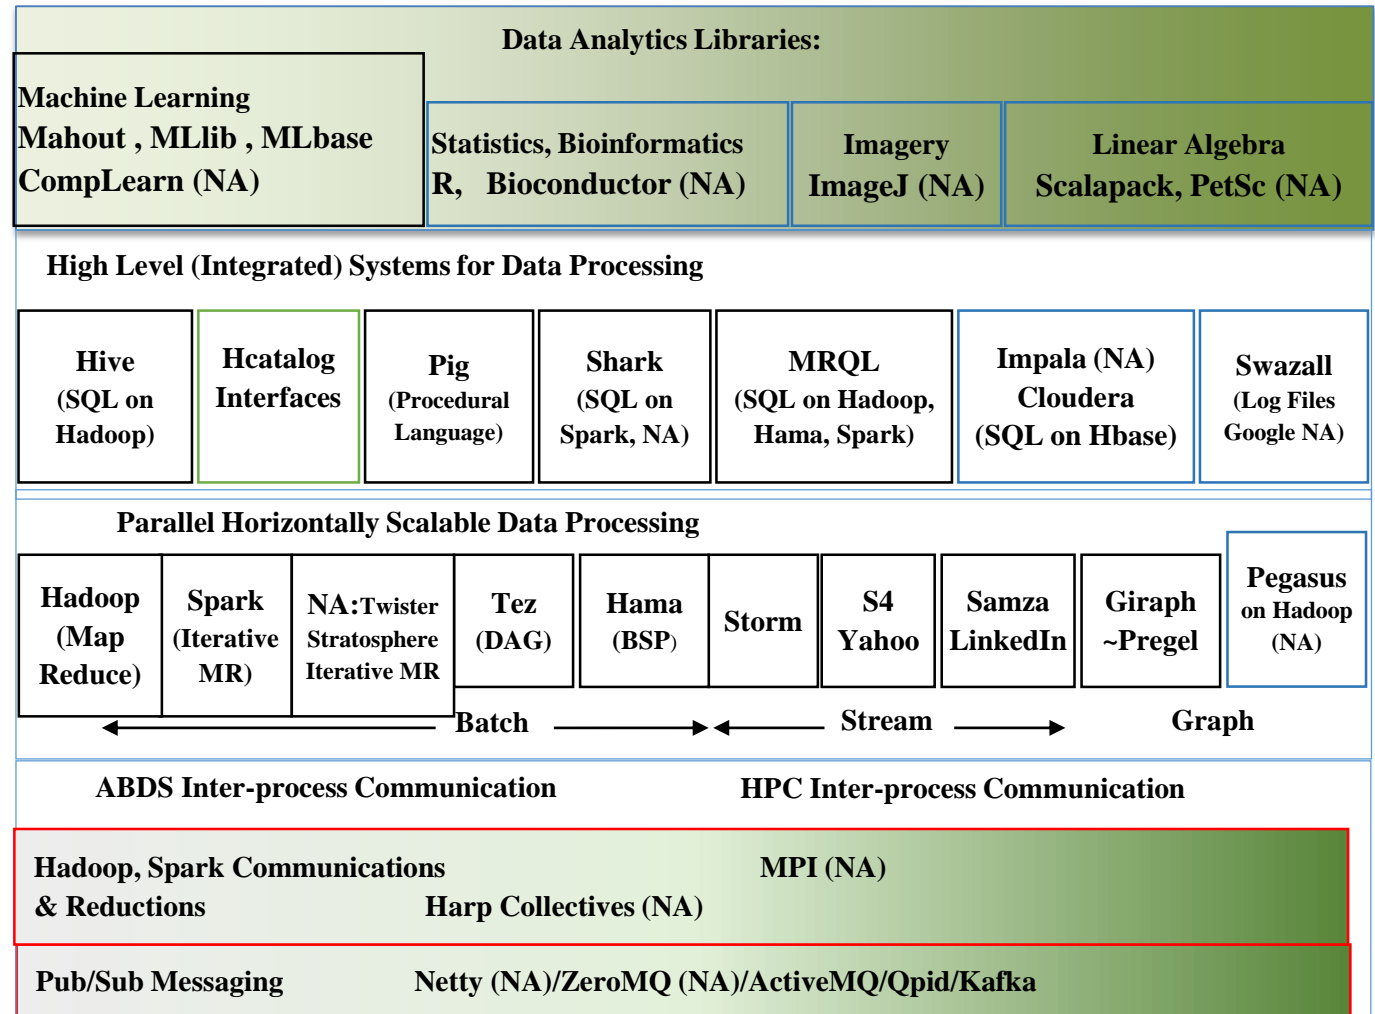 Data Analytics Libraries:
Machine Learning
Mahout , MLlib , MLbase
CompLearn (NA)
Statistics, Bioinformatics
R, Bioconductor (NA)
Imagery
ImageJ (NA)
Linear Algebra
Scalapack, PetSc (NA)
High Level (Integrated) Systems for Data Processing
Hive
(SQL on
Hadoop)
Hcatalog
Interfaces
Pig
(Procedural
Language)
Shark
(SQL on
Spark, NA)
MRQL
(SQL on Hadoop,
Hama, Spark)
Impala (NA)
Cloudera
(SQL on Hbase)
Swazall
(Log Files
Google NA)
Parallel Horizontally Scalable Data Processing
Hadoop
(Map
Reduce)
Spark
(Iterative
MR)
NA:Twister
Stratosphere
Iterative MR
Tez
(DAG)
Hama
(BSP)
Storm
S4
Yahoo
Samza
LinkedIn
Giraph
~Pregel
Pegasus
on Hadoop
(NA)
Batch
Stream
Graph
ABDS Inter-process Communication
HPC Inter-process Communication
Hadoop, Spark Communications
& Reductions
MPI (NA)
Harp Collectives (NA)
Pub/Sub Messaging
Netty (NA)/ZeroMQ (NA)/ActiveMQ/Qpid/Kafka